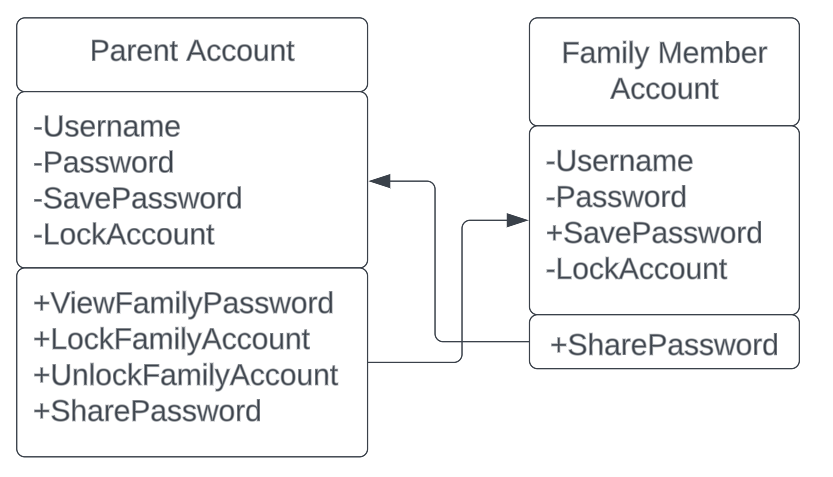 Parent Account
-Username
-Password
-SavePassword
-LockAccount
+ViewFamilyPassword
+LockFamilyAccount
+UnlockFamilyAccount
+SharePassword
Family Member
Account
-Username
-Password
+SavePassword
-LockAccount
+SharePassword